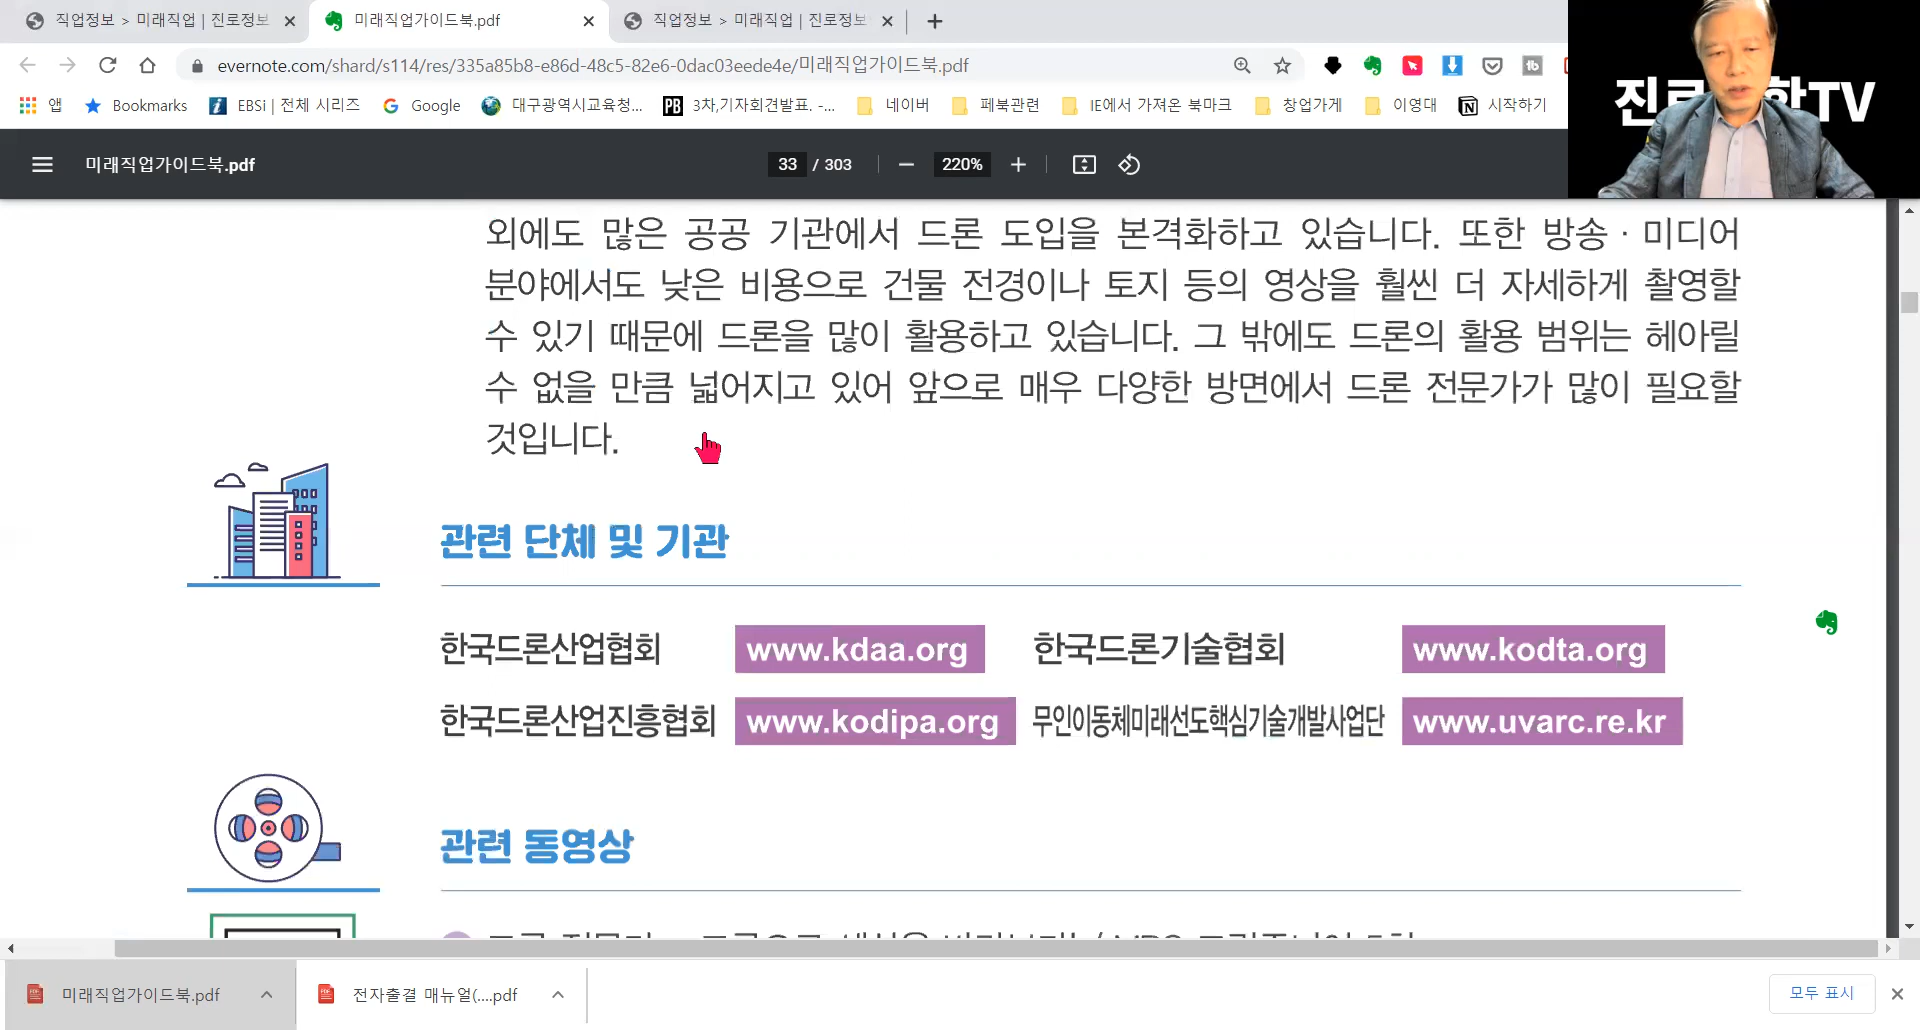 직업정보 > 미래직업 | 진로정보
미래직업가이드북.pdf
직업정보 > 미래직업 | 진로정보
evernote.com/shard/s114/res/335a85b8-e86d-48c5-82e6-0dac03eede4e/미래직업가이드북.pdf
앱 Bookmarks EBSi | 전체 시리즈 Google 대구광역시교육청... 3차,기자회견발표. -... 네이버 페북관련 IE에서 가져온 북마크 창업가게 이영대 시작하기
미래직업가이드북.pdf 33 / 303 220%
외에도 많은 공공 기관에서 드론 도입을 본격화하고 있습니다. 또한 방송 · 미디어
분야에서도 낮은 비용으로 건물 전경이나 토지 등의 영상을 훨씬 더 자세하게 촬영할
수 있기 때문에 드론을 많이 활용하고 있습니다. 그 밖에도 드론의 활용 범위는 헤아릴
수 없을 만큼 넓어지고 있어 앞으로 매우 다양한 방면에서 드론 전문가가 많이 필요할
것입니다.
관련 단체 및 기관
한국드론산업협회 www.kdaa.org 한국드론기술협회 www.kodta.org
한국드론산업진흥협회 www.kodipa.org 무인이동체미래선도핵심기술개발사업단 www.uvarc.re.kr
관련 동영상
미래직업가이드북.pdf
전자출결 매뉴얼(....pdf
모두 표시